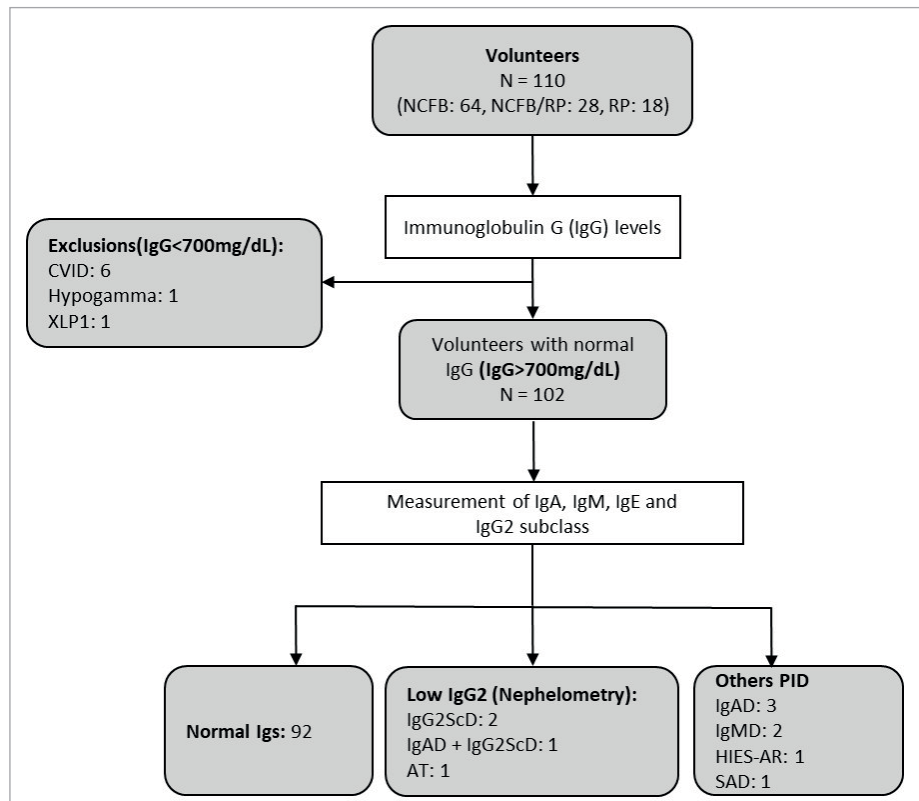 Volunteers
N = 110
(NCFB: 64, NCFB/RP: 28, RP: 18)
Immunoglobulin G (IgG) levels
Exclusions(IgG<700mg/dL):
CVID: 6
Hypogamma: 1
XLP1: 1
Volunteers with normal
IgG (IgG>700mg/dL)
N = 102
Measurement of IgA, IgM, IgE and
IgG2 subclass
Normal Igs: 92
Low IgG2 (Nephelometry):
IgG2ScD: 2
IgAD + IgG2ScD: 1
AT: 1
Others PID
IgAD: 3
IgMD: 2
HIES-AR: 1
SAD: 1